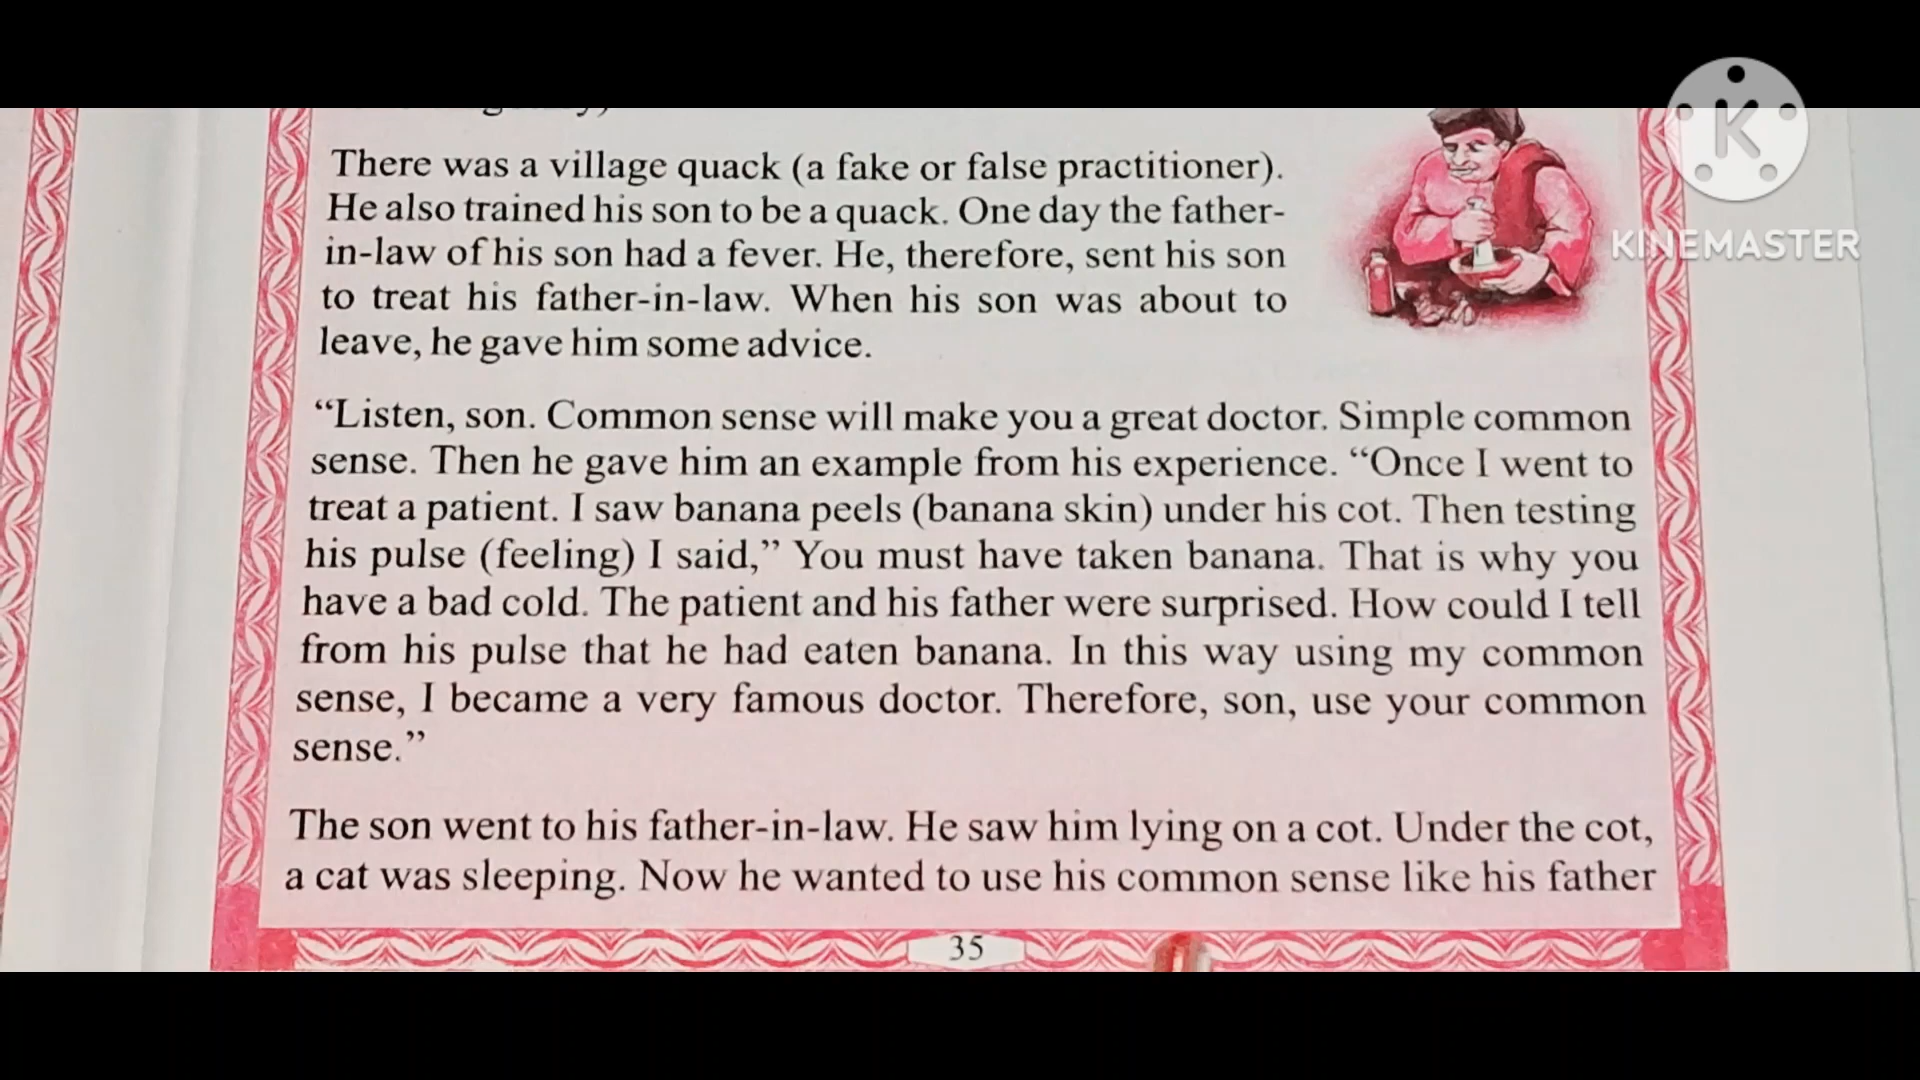 There was a village quack (a fake or false practitioner).
He also trained his son to be a quack. One day the father-
in-law of his son had a fever. He, therefore, sent his son
to treat his father-in-law. When his son was about to
leave, he gave him some advice.
“Listen, son. Common sense will make you a great doctor. Simple common
sense. Then he gave him an example from his experience. “Once I went to
treat a patient. I saw banana peels (banana skin) under his cot. Then testing
his pulse (feeling) I said,” You must have taken banana. That is why you
have a bad cold. The patient and his father were surprised. How could I tell
from his pulse that he had eaten banana. In this way using my common
sense, I became a very famous doctor. Therefore, son, use your common
sense.”
The son went to his father-in-law. He saw him lying on a cot. Under the cot,
a cat was sleeping. Now he wanted to use his common sense like his father
35
K
KINEMASTER